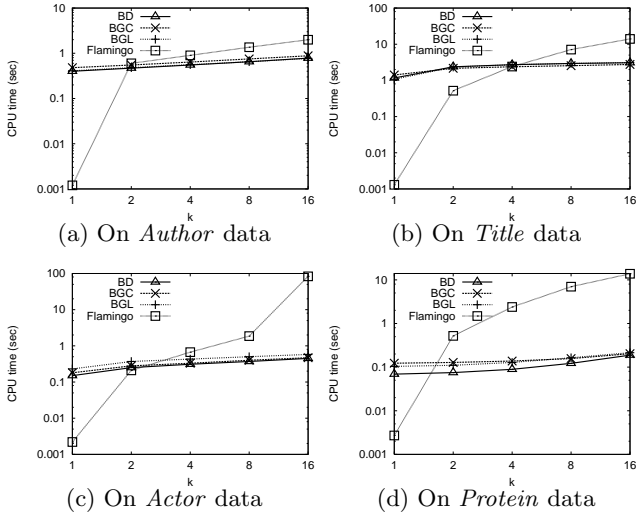 BD
BGC
BGL
Flamingo
CPU time (sec)
10
1
0.1
0.01
0.001
1 2 4 8 16
k
(a) On Author data
BD
BGC
BGL
Flamingo
CPU time (sec)
100
10
1
0.1
0.01
0.001
1 2 4 8 16
k
(b) On Title data
BD
BGC
BGL
Flamingo
CPU time (sec)
100
10
1
0.1
0.01
0.001
1 2 4 8 16
k
(c) On Actor data
BD
BGC
BGL
Flamingo
CPU time (sec)
10
1
0.1
0.01
0.001
1 2 4 8 16
k
(d) On Protein data